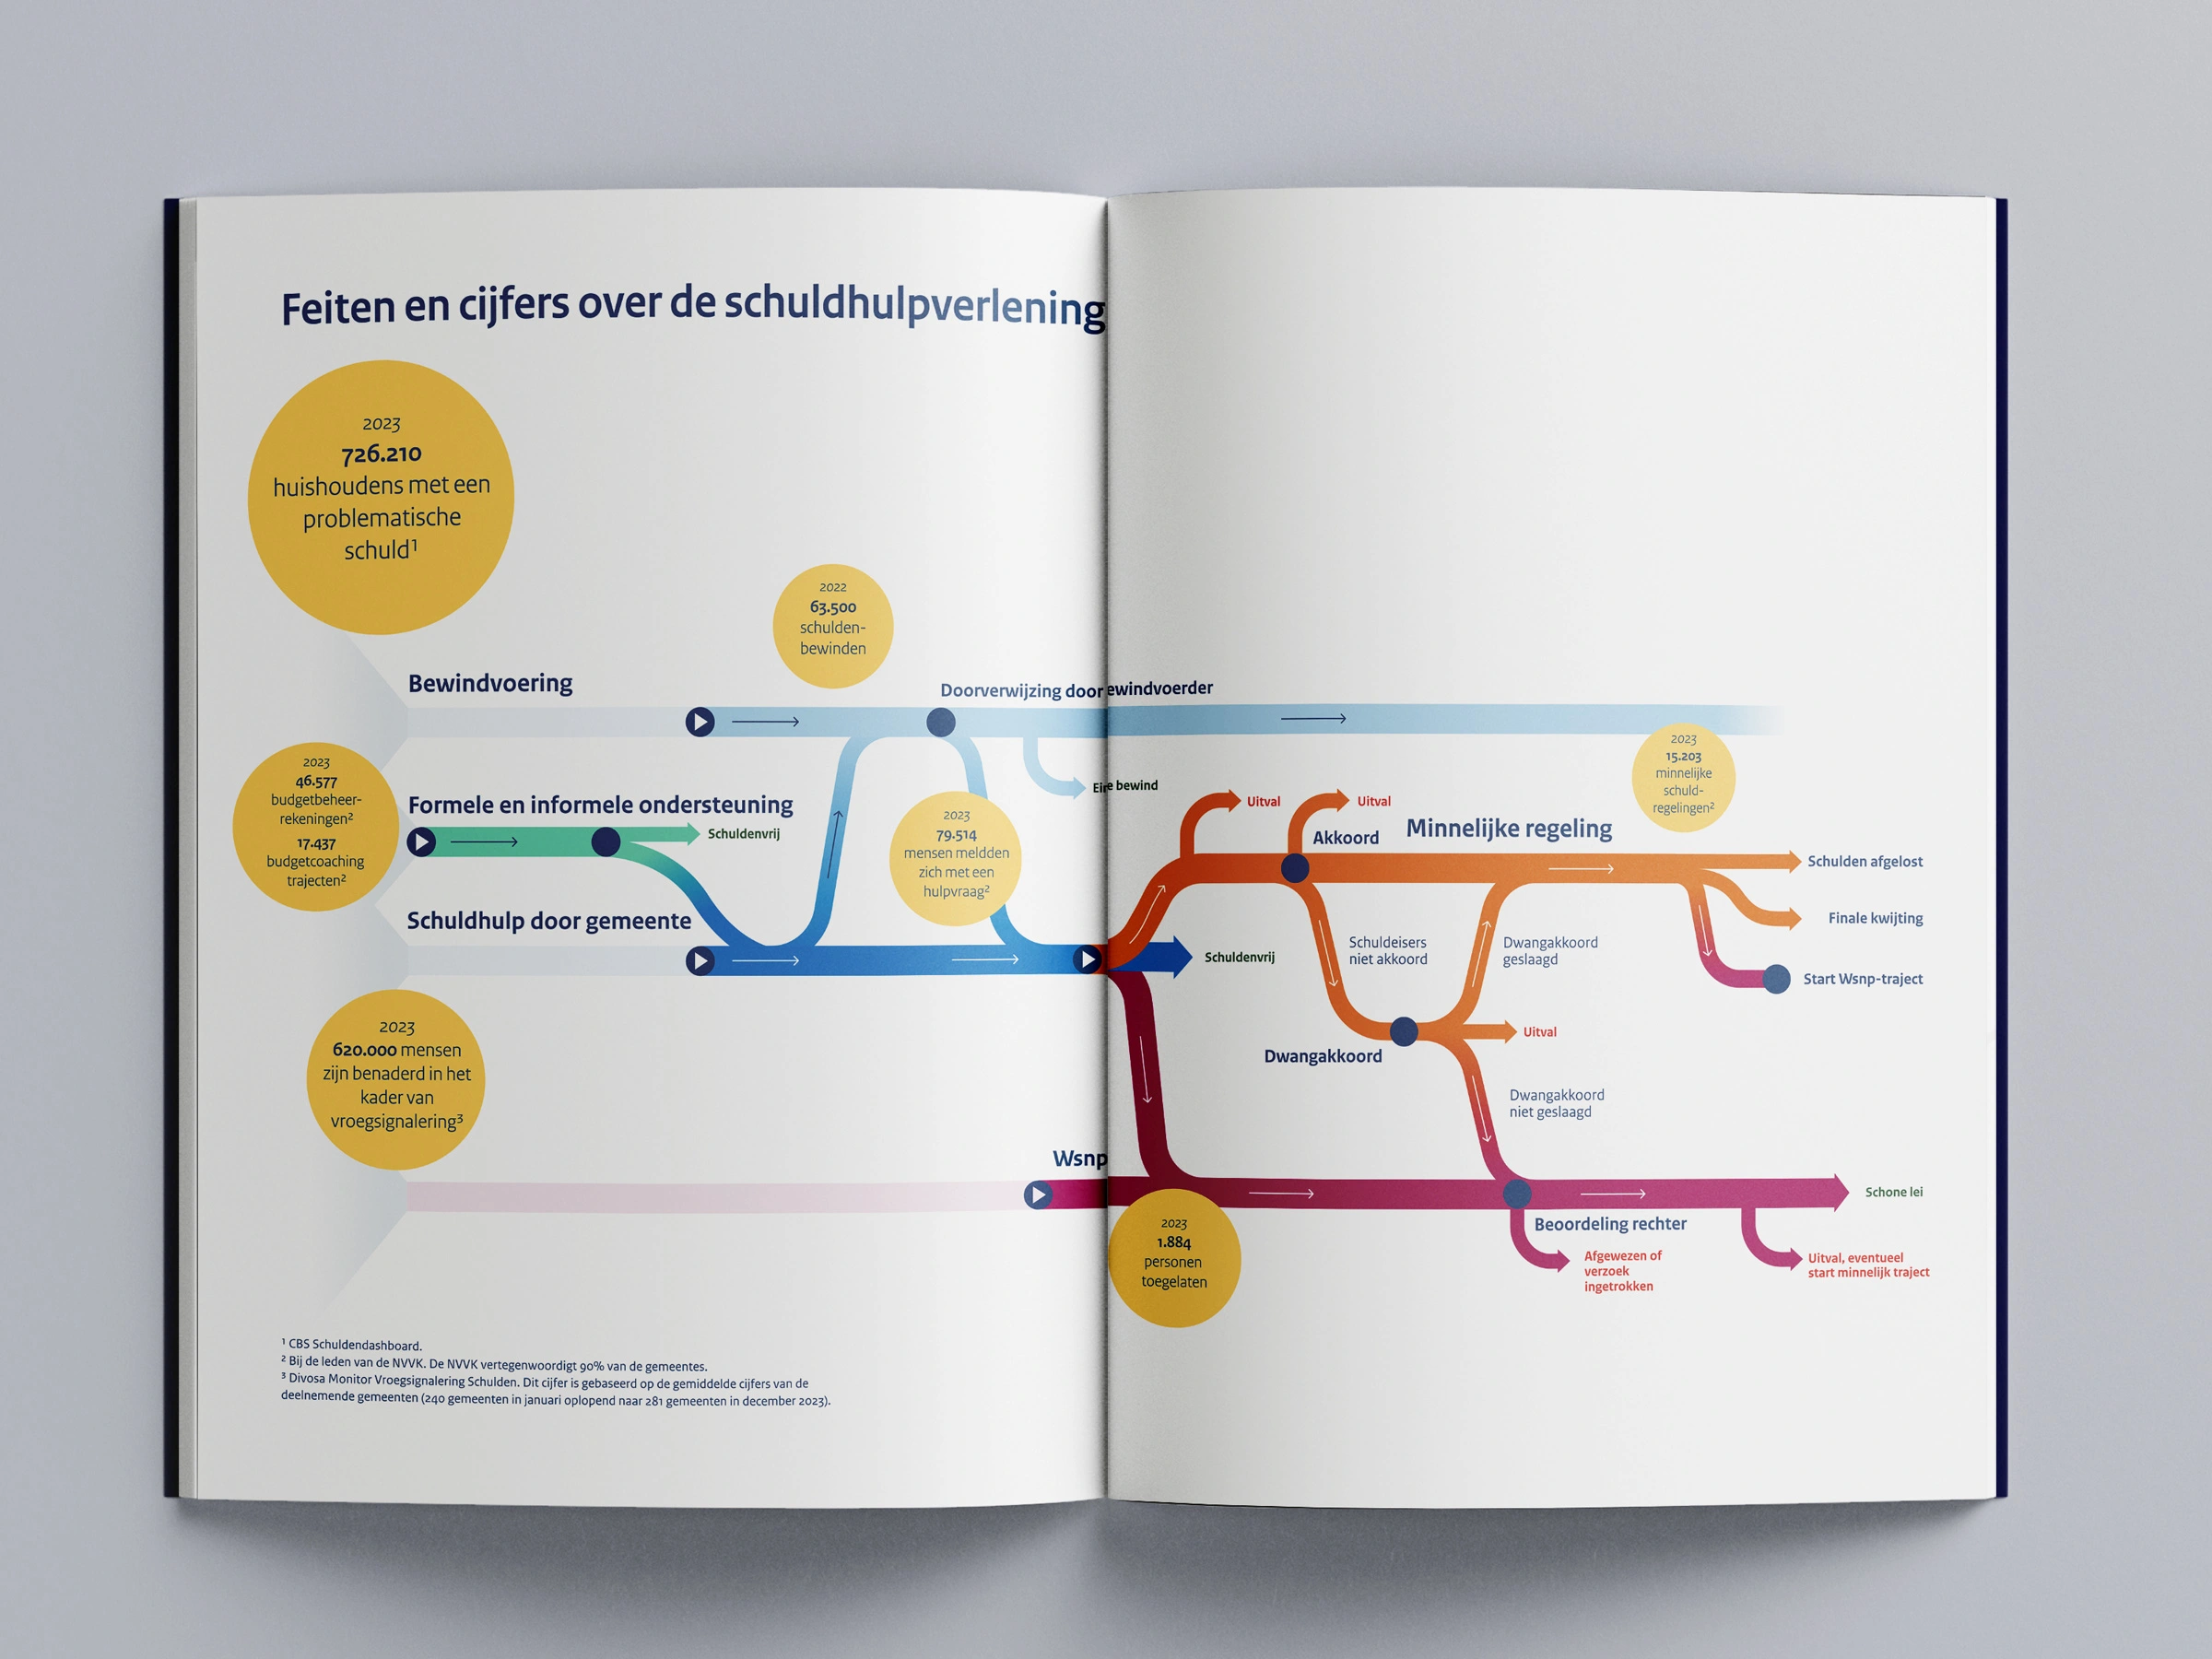 Feiten en cijfers over de schuldhulpverlening
2023
726.210
huishoudens met een
problematische
schuld¹
2022
63.500
schulden-
bewinden
Bewindvoering
Doorverwijzing door ewindvoerder
2023
46.577
budgetbeheer-
rekeningen²
17.437
budgetcoaching
trajecten²
Formele en informele ondersteuning
Schuldenvrij
2023
79.514
mensen meldden
zich met een
hulpvraag²
bewind
Schuldhulp door gemeente
2023
620.000 mensen
zijn benaderd in het
kader van
vroegsignalering³
Wsnp
¹ CBS Schuldendashboard.
² Bij de leden van de NVVK. De NVVK vertegenwoordigt 90% van de gemeentes.
³ Divosa Monitor Vroegsignalering Schulden. Dit cijfer is gebaseerd op de gemiddelde cijfers van de
deelnemende gemeenten (240 gemeenten in januari oplopend naar 281 gemeenten in december 2023).
2023
15.203
minnelijke
schuld-
regelingen²
Uitval
Uitval
Akkoord
Minnelijke regeling
Schulden afgelost
Finale kwijting
Schuldenvrij
Schuldeisers
niet akkoord
Dwangakkoord
geslaagd
Start Wsnp-traject
Uitval
Dwangakkoord
Dwangakkoord
niet geslaagd
Schone lei
2023
1.884
personen
toegelaten
Beoordeling rechter
Afgewezen of
verzoek
ingetrokken
Uitval, eventueel
start minnelijk traject